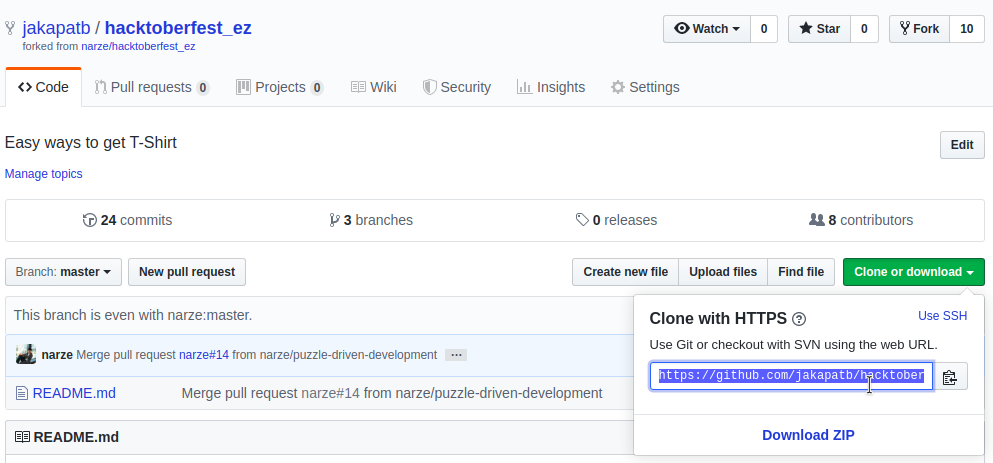 jakapatb / hacktoberfest_ez
Watch 0 Star 0 Fork 10
forked from narze/hacktoberfest_ez
Code Pull requests 0 Projects 0 Wiki Security Insights Settings
Easy ways to get T-Shirt
Edit
Manage topics
24 commits 3 branches 0 releases 8 contributors
Branch: master New pull request Create new file Upload files Find file Clone or download
This branch is even with narze:master.
narze Merge pull request narze#14 from narze/puzzle-driven-development ...
README.md Merge pull request narze#14 from narze/puzzle-driven-development
README.md
Clone with HTTPS ? Use SSH
Use Git or checkout with SVN using the web URL.
https://github.com/jakapatb/hacktober
Download ZIP